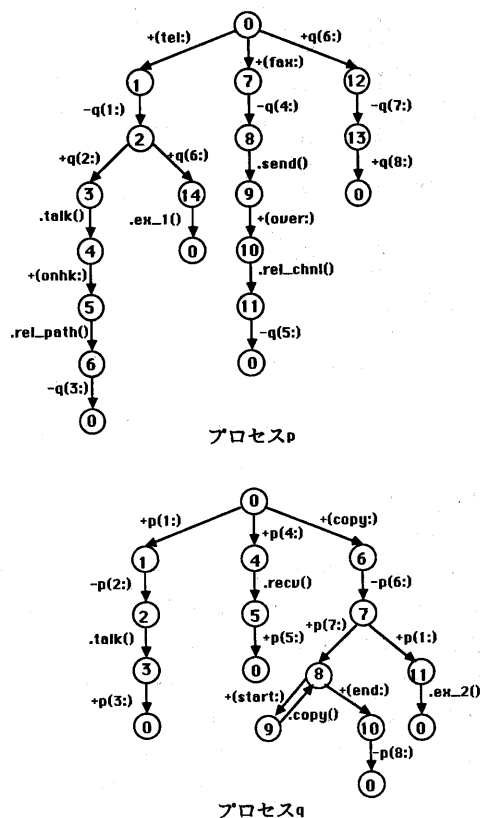 0
+(tel:) +(fax:) +q(6:)
1 7 12
-q(1:) -q(4:) -q(7:)
2 8 13
+q(2:) +q(6:) .send() +q(8:)
3 14 9 0
.talk() .ex_1() +(over:)
4 0 10
+(onhk:) .rel_chnl()
5 11
.rel_path() -q(5:)
6 0
-q(3:)
0
プロセスp
0
+p(1:) +p(4:) +(copy:)
1 4 6
-p(2:) .recv() -p(6:)
2 5 7
.talk() +p(5:) +p(7:) +p(1:)
3 0 8 11
+p(3:) +(start:) +(end:) .ex_2()
0 9 .copy() 10 0
-p(8:)
0
プロセスq